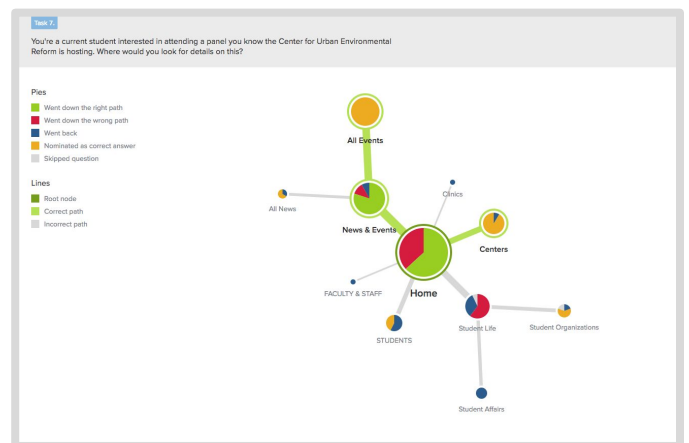 Task 7.
You're a current student interested in attending a panel you know the Center for Urban Environmental
Reform is hosting. Where would you look for details on this?
Pies
Went down the right path
Went down the wrong path
Went back
Nominated as correct answer
Skipped question
Lines
Root node
Correct path
Incorrect path
All Events
Clinics
All News
News & Events
Centers
FACULTY & STAFF
Home
Student Life
Student Organizations
STUDENTS
Student Affairs